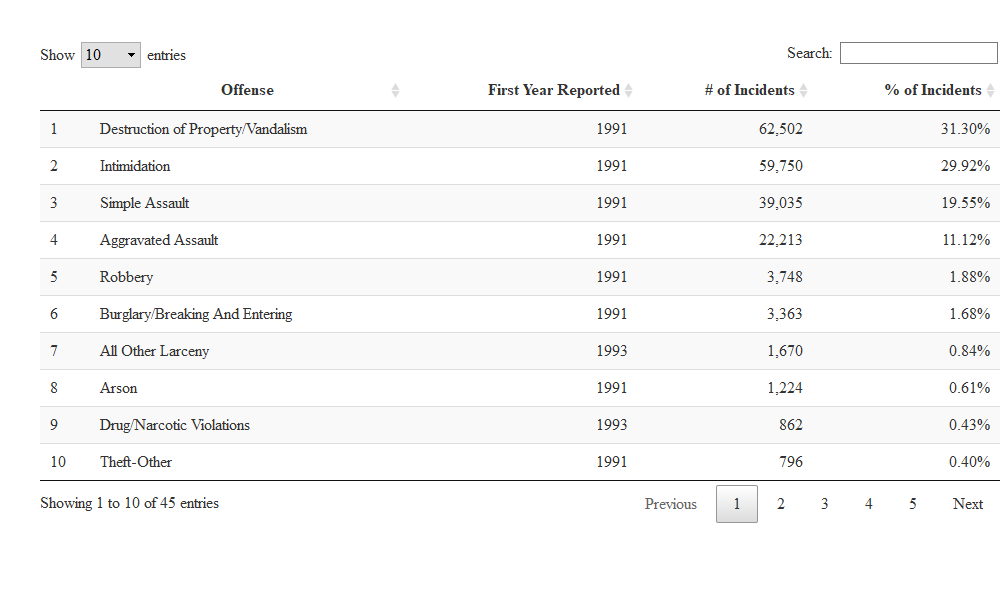 Show 10 entries Search:
Offense First Year Reported # of Incidents % of Incidents
1 Destruction of Property/Vandalism 1991 62,502 31.30%
2 Intimidation 1991 59,750 29.92%
3 Simple Assault 1991 39,035 19.55%
4 Aggravated Assault 1991 22,213 11.12%
5 Robbery 1991 3,748 1.88%
6 Burglary/Breaking And Entering 1991 3,363 1.68%
7 All Other Larceny 1993 1,670 0.84%
8 Arson 1991 1,224 0.61%
9 Drug/Narcotic Violations 1993 862 0.43%
10 Theft-Other 1991 796 0.40%
Showing 1 to 10 of 45 entries Previous 1 2 3 4 5 Next